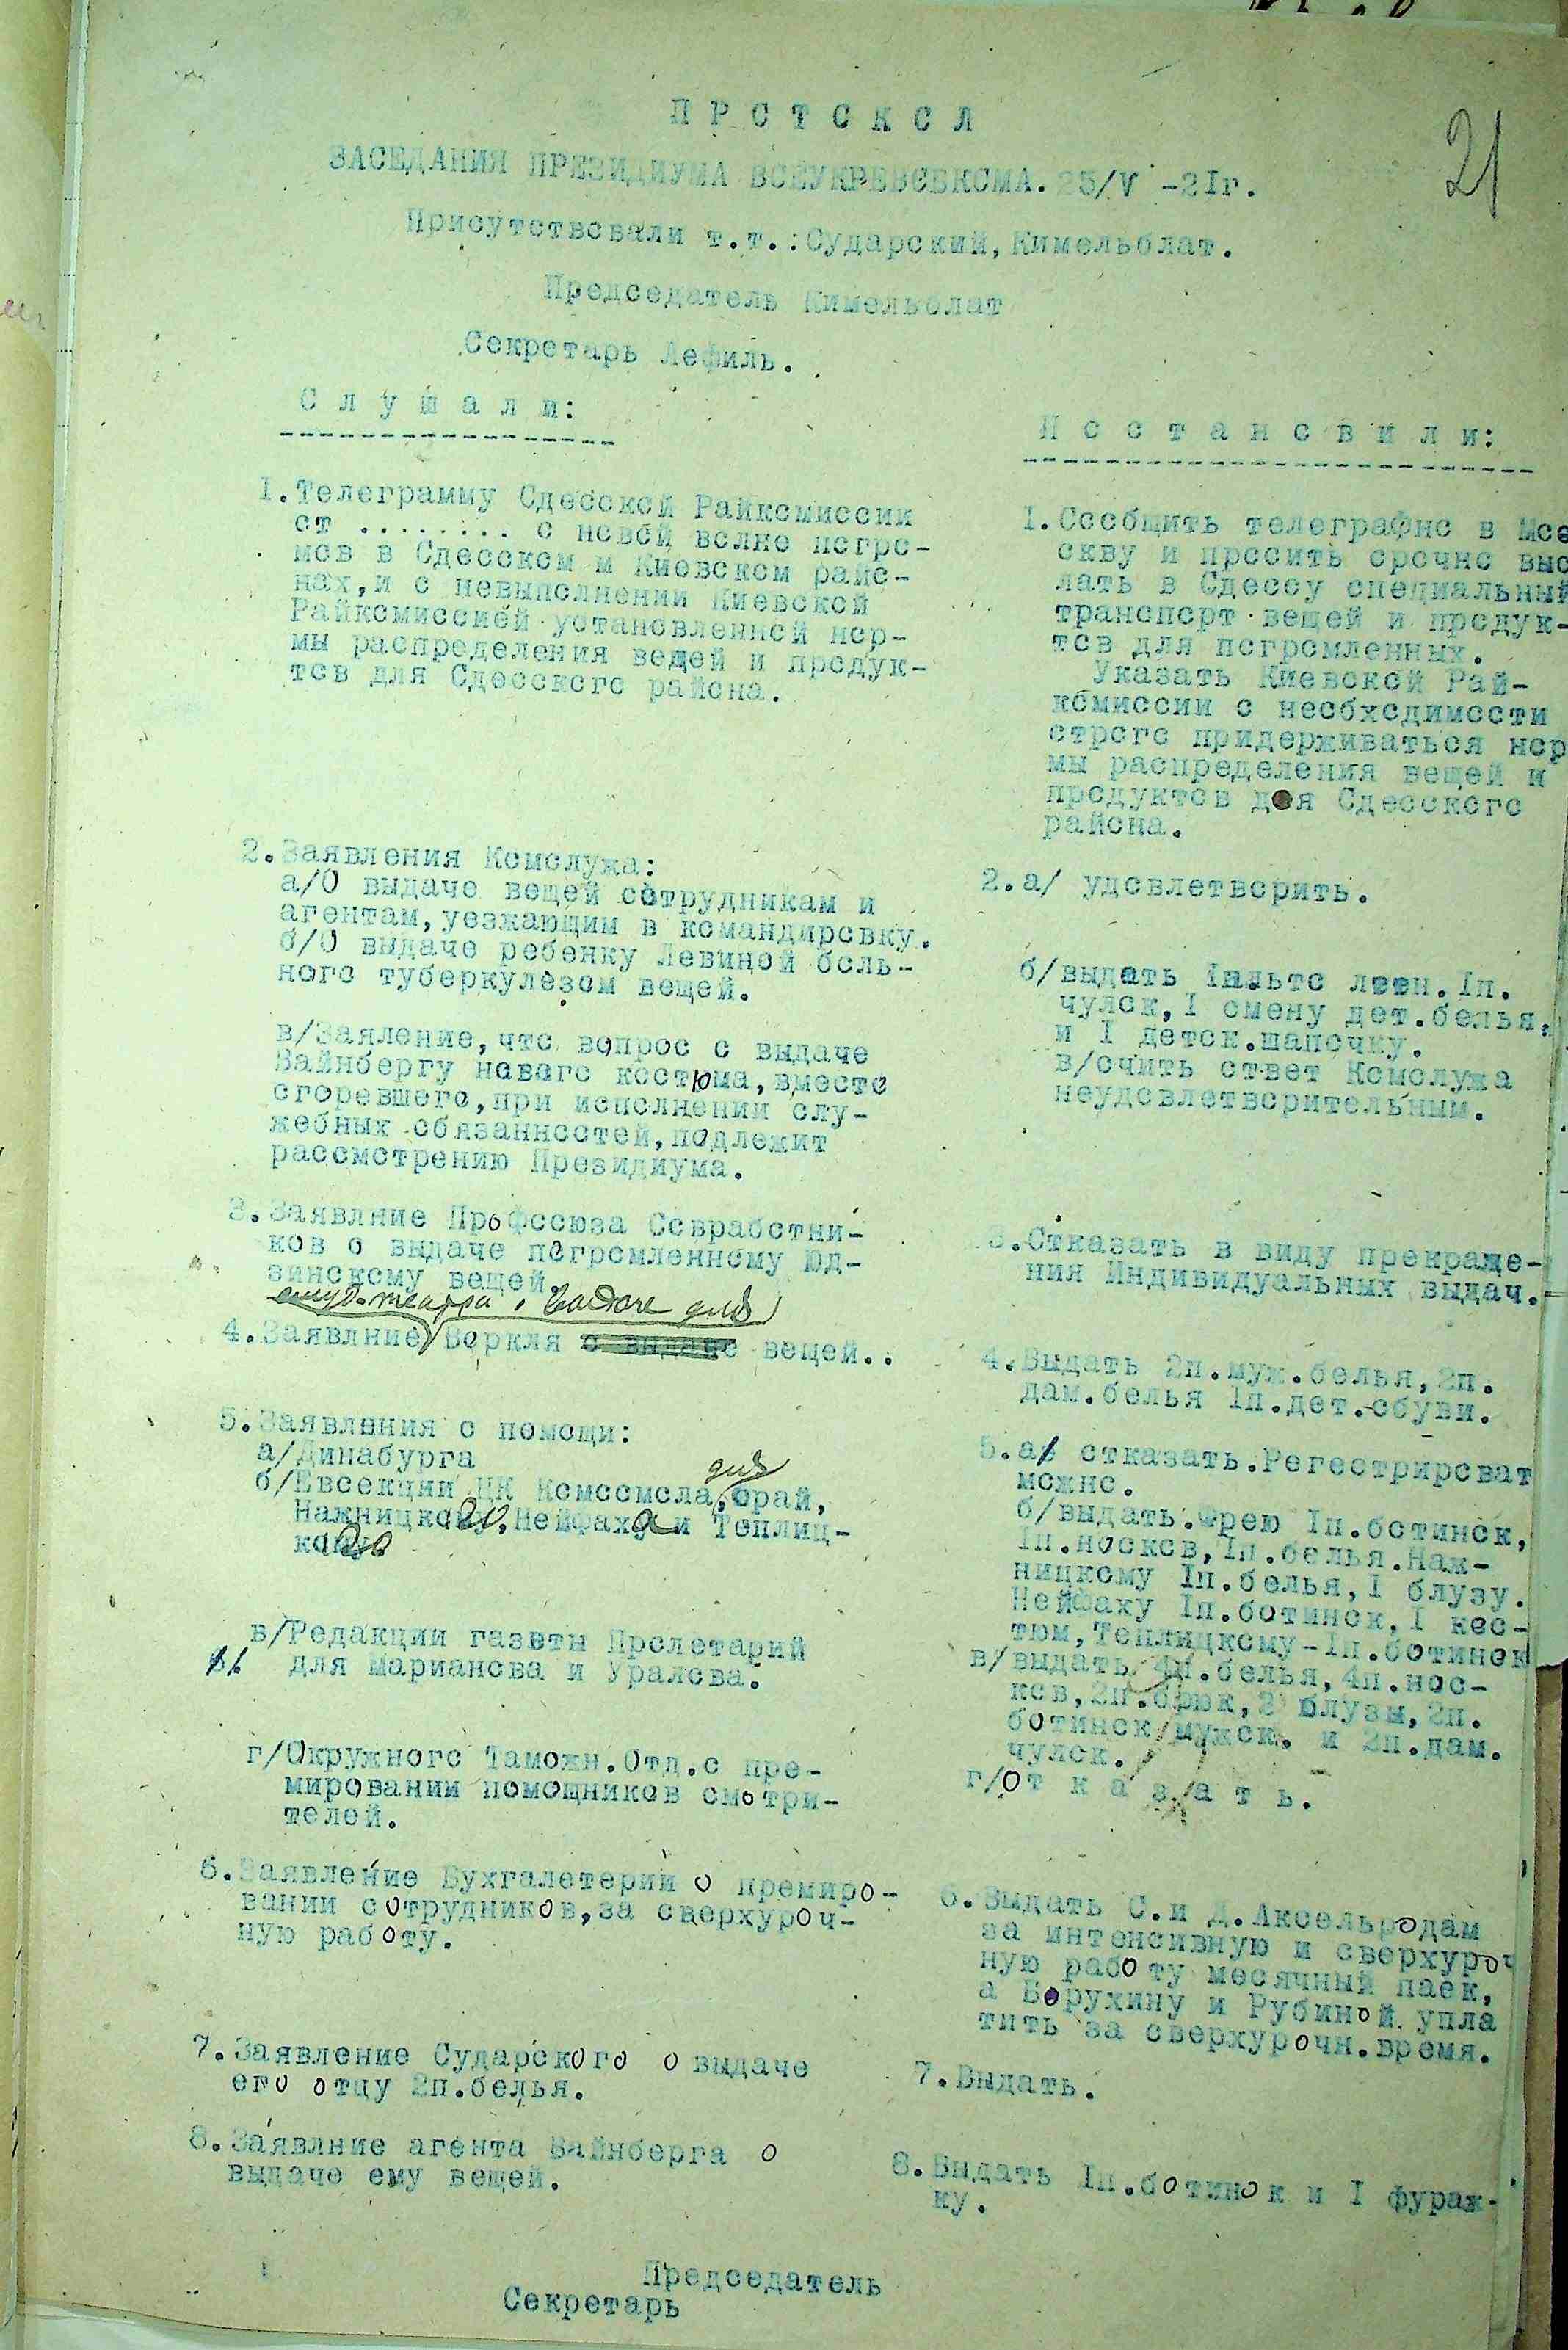 21
ПРОТОКОЛ
ЗАСЕДАНИЯ ПРЕЗИДИУМА ВСЕУКРЕВОБКОМА. 25/V -21г.
Присутствовали т.т.:Сударский, Кимельблат.
Председатель Кимельблат
Секретарь Лефиль.
Слушали:
1. Телеграмму Одесской Райкомиссии
от ........ о новой волне погро-
мов в Одесском и Киевском райо-
нах, и о невыполнении Киевской
Райкомиссией установленной нор-
мы распределения вещей и продук-
тов для Одесского района.
2. Заявления Комслужа:
а/О выдаче вещей сотрудникам и
агентам, уезжающим в командировку.
б/О выдаче ребенку Левиной боль-
ного туберкулезом вещей.
в/Заяление, что вопрос о выдаче
Вайнбергу нового костюма, вместо
сгоревшего, при исполнении слу-
жебных обязанностей, подлежит
рассмотрению Президиума.
3. Заявлние Профсоюза Совработни-
ков о выдаче погромленному Юд-
зинскому вещей.
4. Заявлние Беркля о выдаче вещей..
5. Заявления о помощи:
а/Динабурга
б/Евсекции ЦК Комсомола, для Фрай,
Нажницкого, Нейфаха и Теплиц-
кого
в/Редакции газеты Пролетарий
для Марианова и Уралова.
г/Окружного Таможн.Отд.о пре-
мировании помощников смотри-
телей.
6. Заявление Бухгалетерии о премиро-
вании сотрудников, за сверхуроч-
ную работу.
7. Заявление Сударского о выдаче
его отцу 2п.белья.
8. Заявлние агента Вайнберга о
выдаче ему вещей.
Постановили:
1. Сообщить телеграфно в Мос
скву и просить срочно выс
лать в Одессу специальный
транспорт вещей и продук-
тов для погромленных.
Указать Киевской Рай-
комиссии о необходимости
строго придерживаться нор
мы распределения вещей и
продуктов для Одесского
района.
2. а/ удовлетворить.
б/выдать 1пальто 1п.
чулок, 1 смену дет.белья,
и 1 детск.шапочку.
в/счить ответ Комслужа
неудовлетворительным.
3. Отказать в виду прекраще-
ния Индивидуальных выдач.
4. Выдать 2п.муж.белья, 2п.
дам.белья 1п.дет.обуви.
5. а/ отказать. Регестрироват
можно.
б/выдать.Фрею 1п.ботинок,
1п.носков, 1п.белья. Наж-
ницкому 1п.белья, 1 блузу.
Нейфаху 1п.ботинок, 1 кос-
тюм, Теплицкому-1п.ботинок
в/выдать 4п.белья, 4п.нос-
ков, 2п.брюк, 2 блузы, 2п.
ботинок мужск. и 2п.дам.
чулок.
г/отказать.
6. Выдать С.и Д.Аксельродам
за интенсивную и сверхуроч
ную работу месячный паек,
а Борухину и Рубиной упла
тить за сверхурочн.время.
7. Выдать.
8. Выдать 1п.ботинок и 1 фураж-
ку.
Председатель
Секретарь